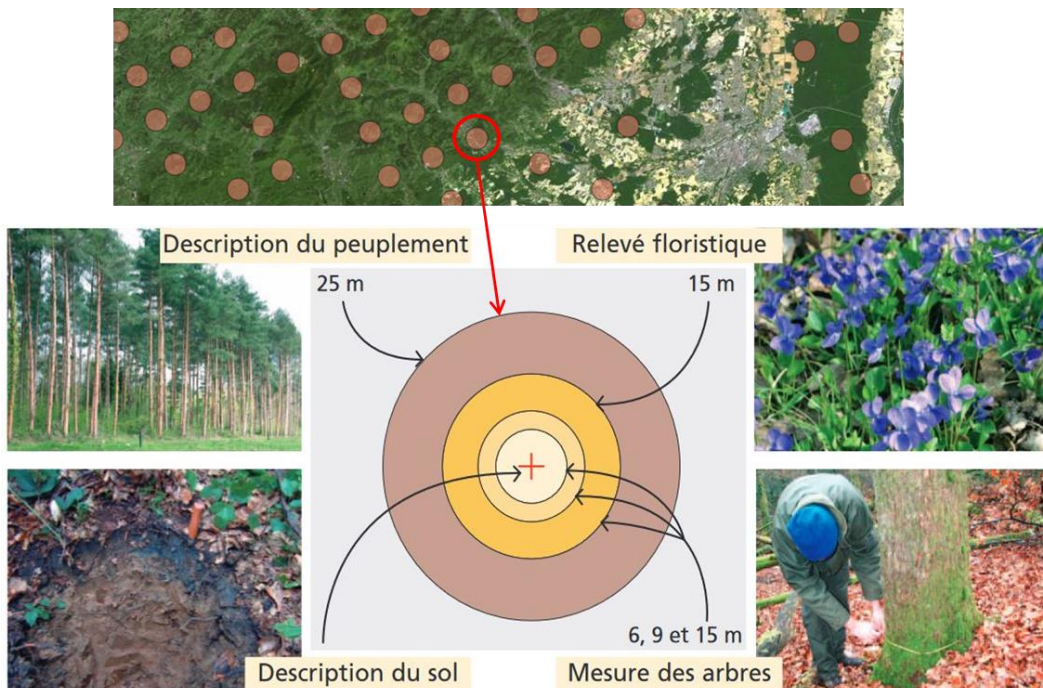 Description du peuplement
Relevé floristique
25 m
15 m
6, 9 et 15 m
Description du sol
Mesure des arbres